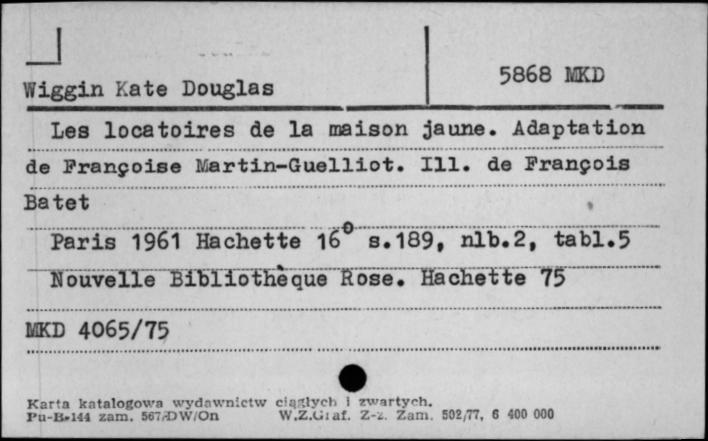 Wiggin Kate Douglas
5868 MKD
Les locatoires de la maison jaune. Adaptation
de Françoise Martin-Guelliot. Ill. de François
Batet
Paris 1961 Hachette 16° s.189, nlb.2, tabl.5
Nouvelle Bibliothèque Rose. Hachette 75
MKD 4065/75
Karta katalogowa wydawnictw ciągłych i zwartych.
Pu-B-144 zam. 567/DW/On W.Z.Graf. Z-z. Zam. 502/77, 6 400 000